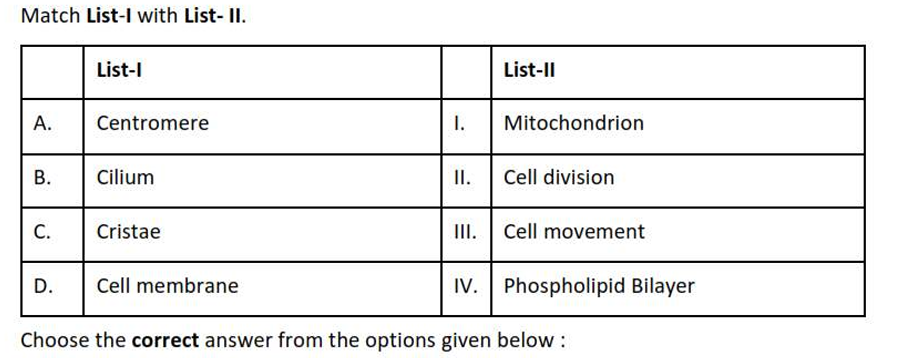 Match List-I with List- II.
List-I List-II
A. Centromere I. Mitochondrion
B. Cilium II. Cell division
C. Cristae III. Cell movement
D. Cell membrane IV. Phospholipid Bilayer
Choose the correct answer from the options given below :